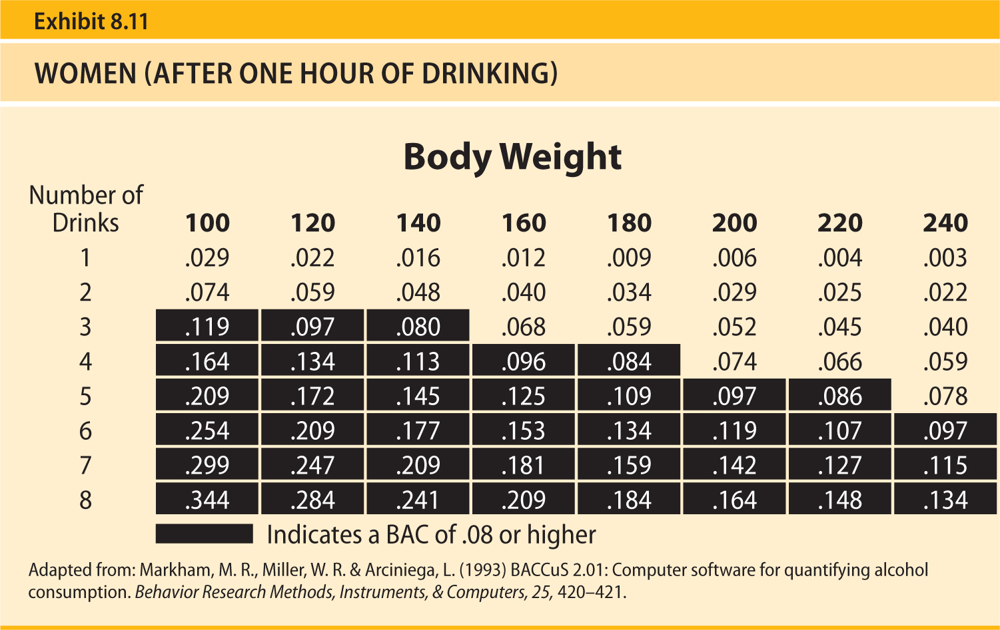 Exhibit 8.11
WOMEN (AFTER ONE HOUR OF DRINKING)
Body Weight
Number of
Drinks 100 120 140 160 180 200 220 240
1 .029 .022 .016 .012 .009 .006 .004 .003
2 .074 .059 .048 .040 .034 .029 .025 .022
3 .119 .097 .080 .068 .059 .052 .045 .040
4 .164 .134 .113 .096 .084 .074 .066 .059
5 .209 .172 .145 .125 .109 .097 .086 .078
6 .254 .209 .177 .153 .134 .119 .107 .097
7 .299 .247 .209 .181 .159 .142 .127 .115
8 .344 .284 .241 .209 .184 .164 .148 .134
Indicates a BAC of .08 or higher
Adapted from: Markham, M. R., Miller, W. R. & Arciniega, L. (1993) BACCuS 2.01: Computer software for quantifying alcohol
consumption. Behavior Research Methods, Instruments, & Computers, 25, 420–421.